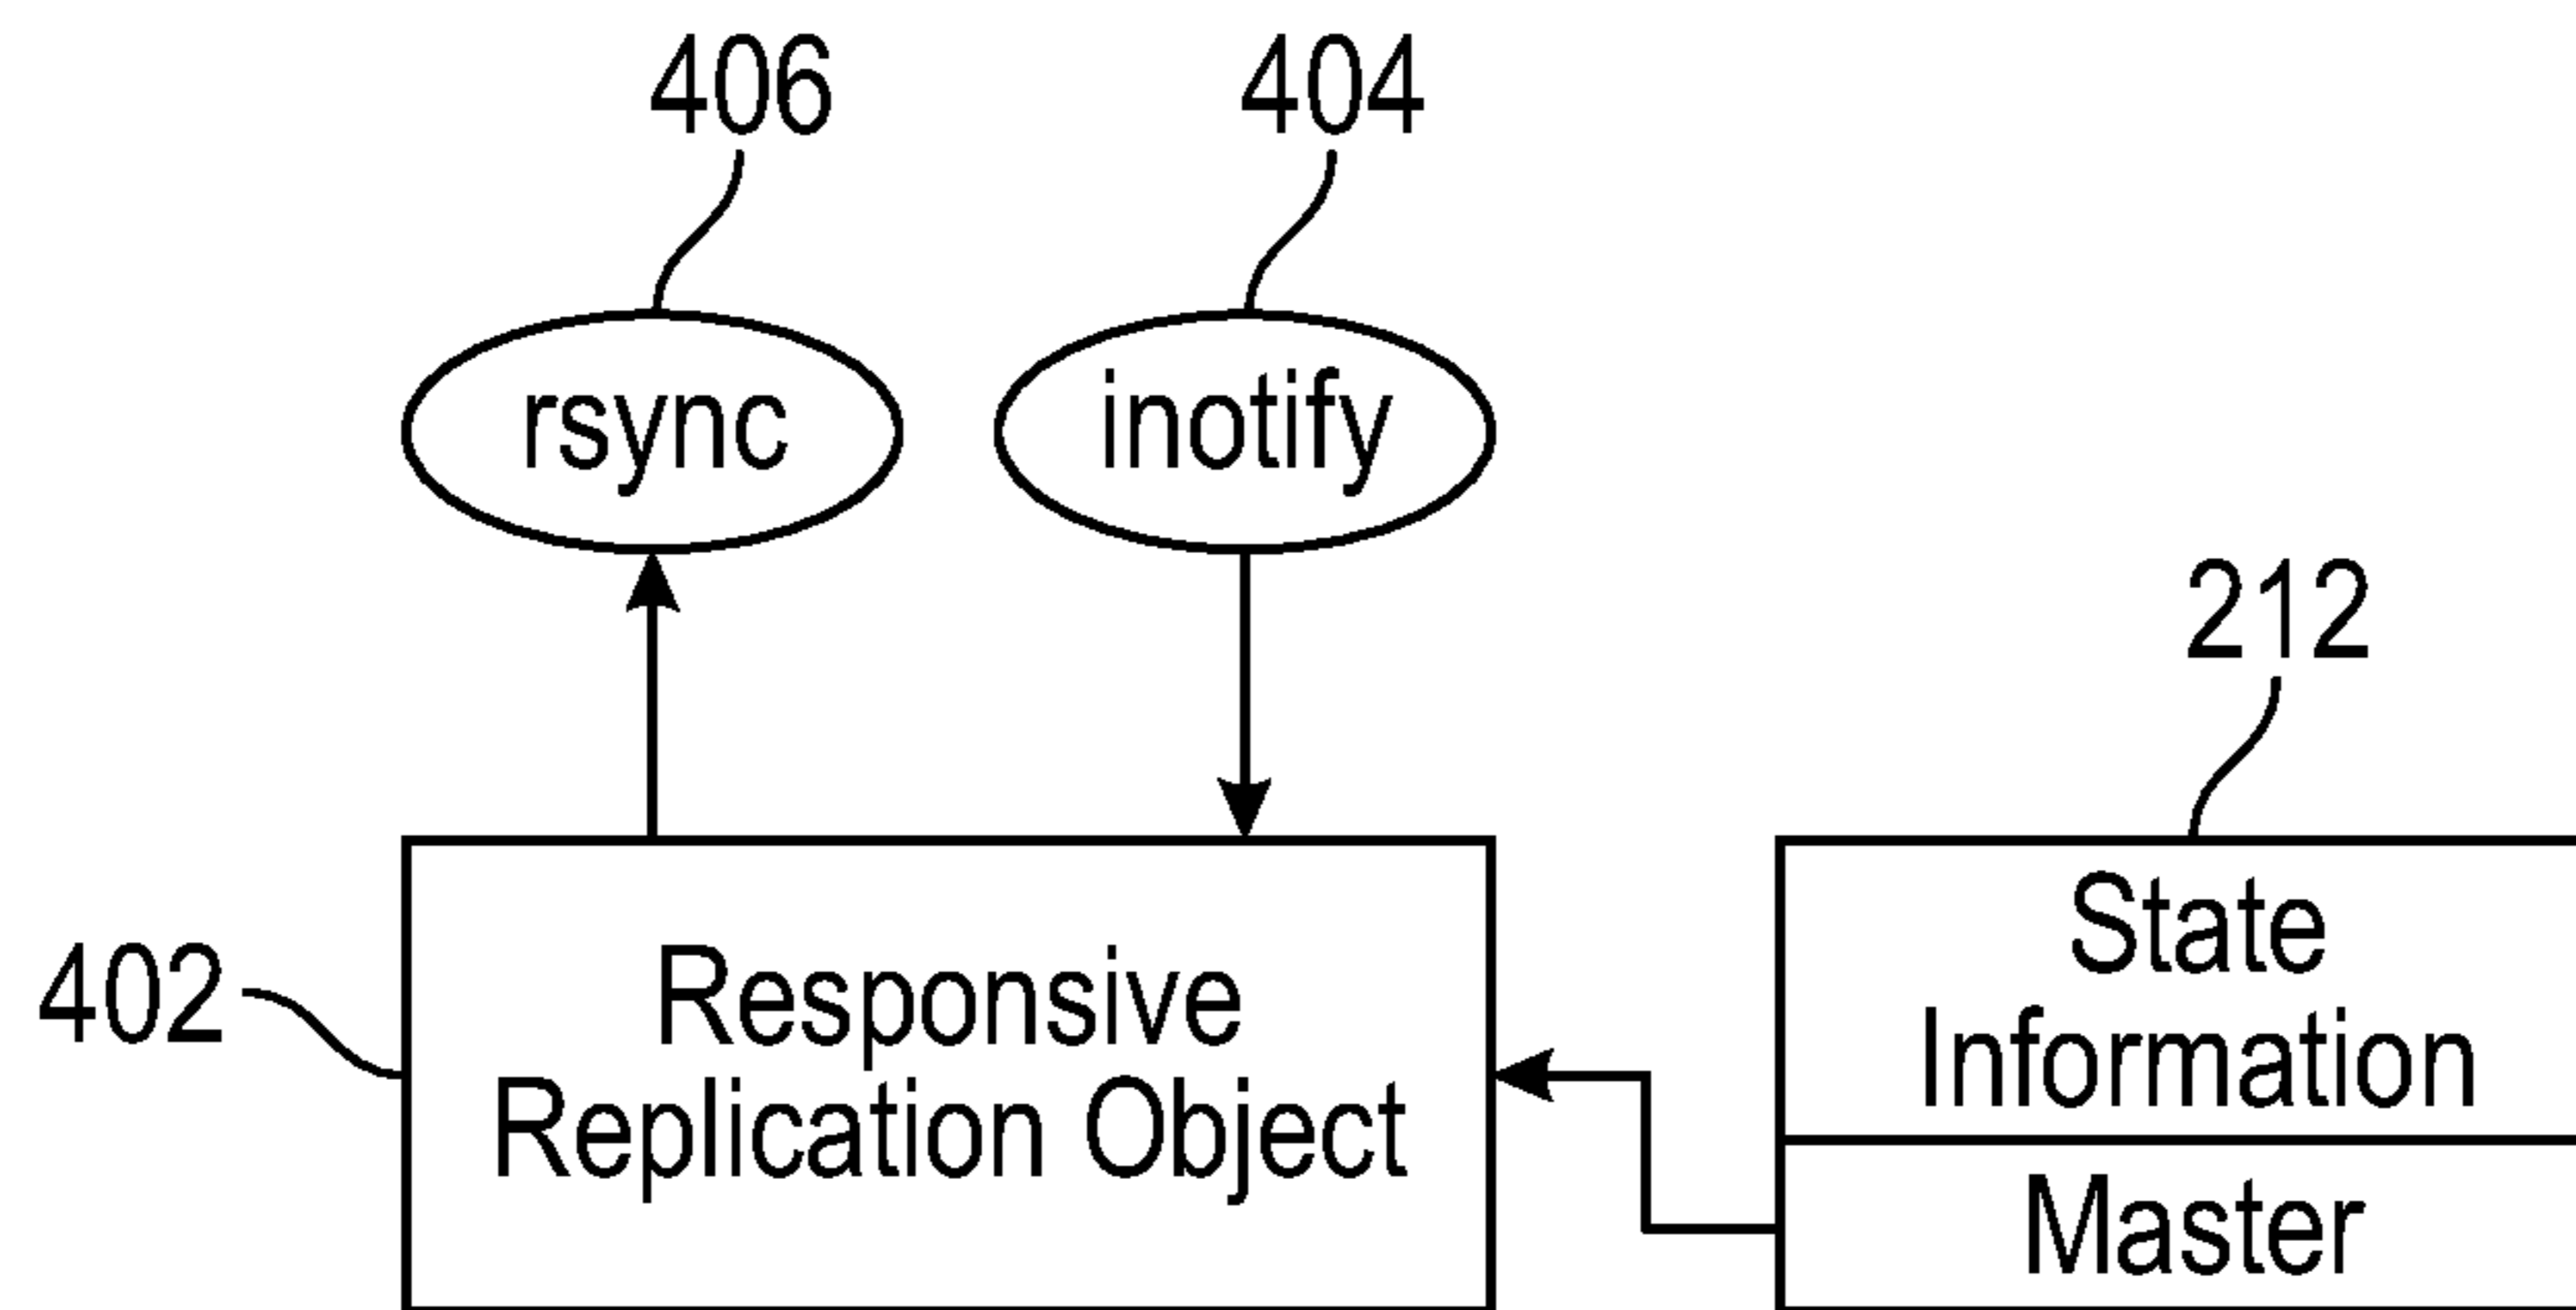 406
404
rsync
inotify
212
402
Responsive
Replication Object
State
Information
Master